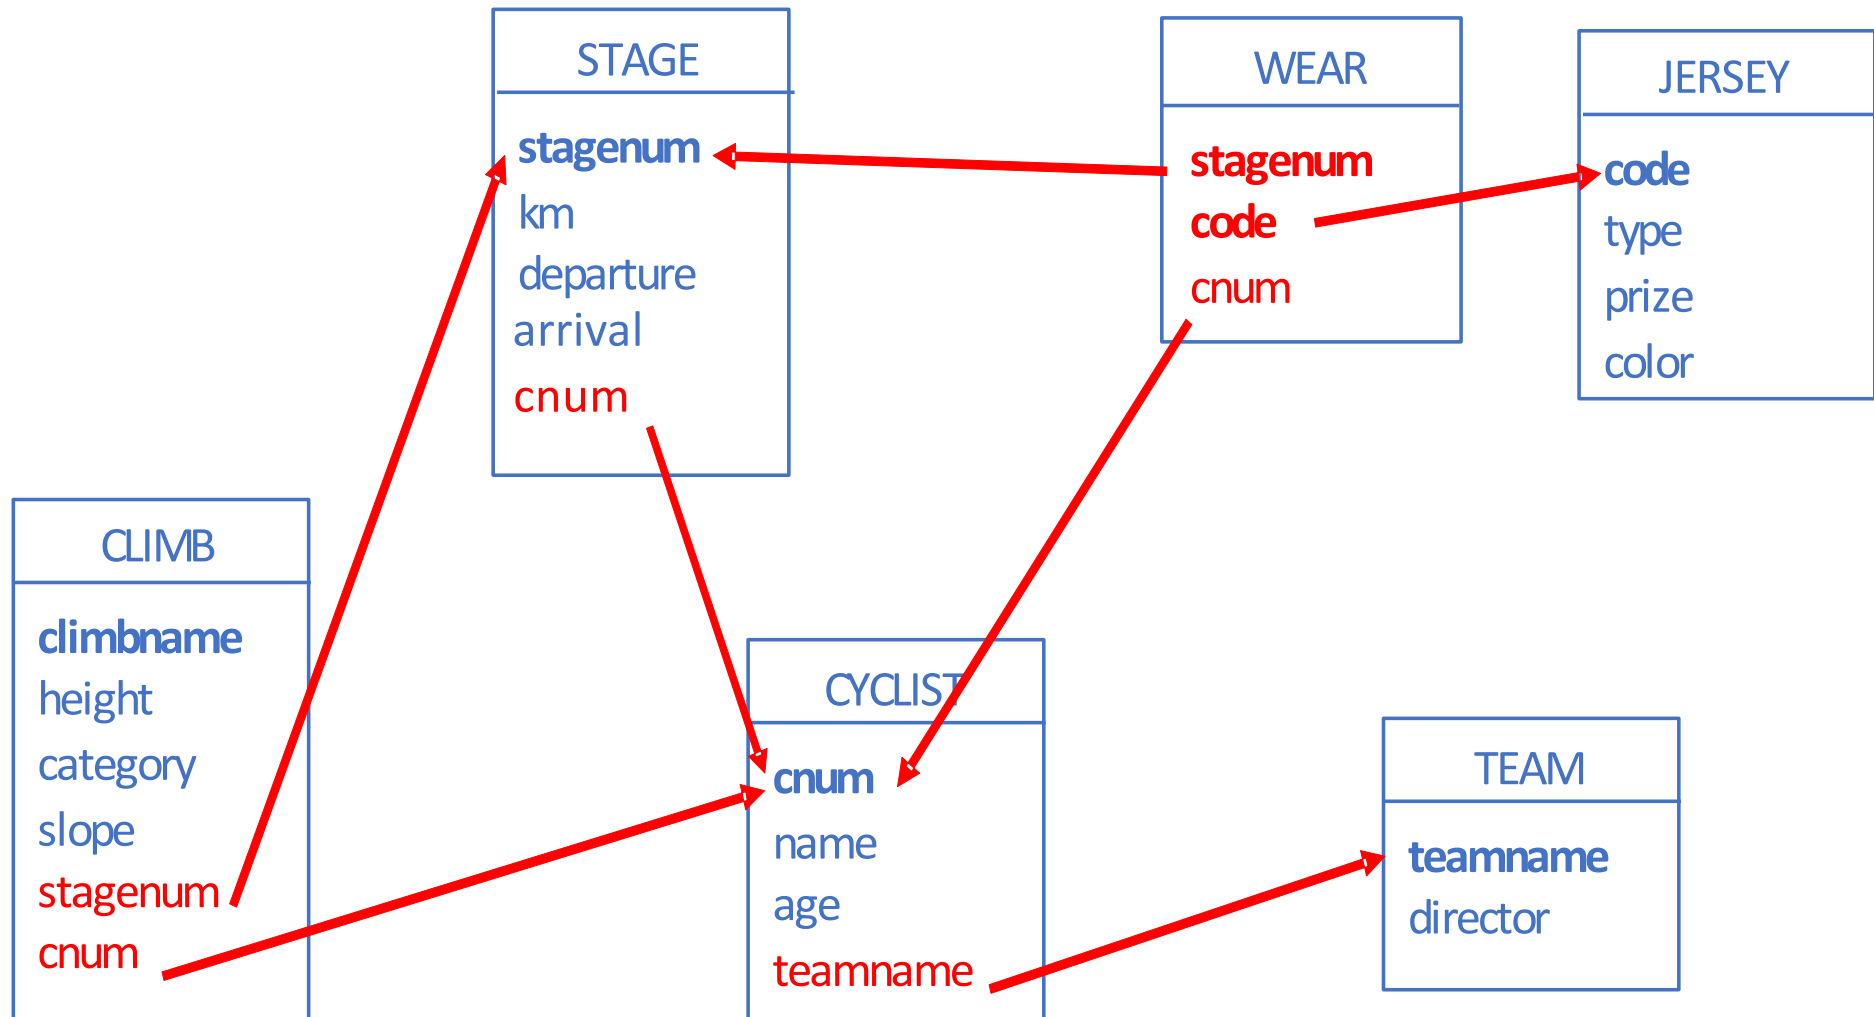 STAGE
stagenum
km
departure
arrival
cnum
WEAR
stagenum
code
cnum
JERSEY
code
type
prize
color
CLIMB
climbname
height
category
slope
stagenum
cnum
CYCLIST
cnum
name
age
teamname
TEAM
teamname
director